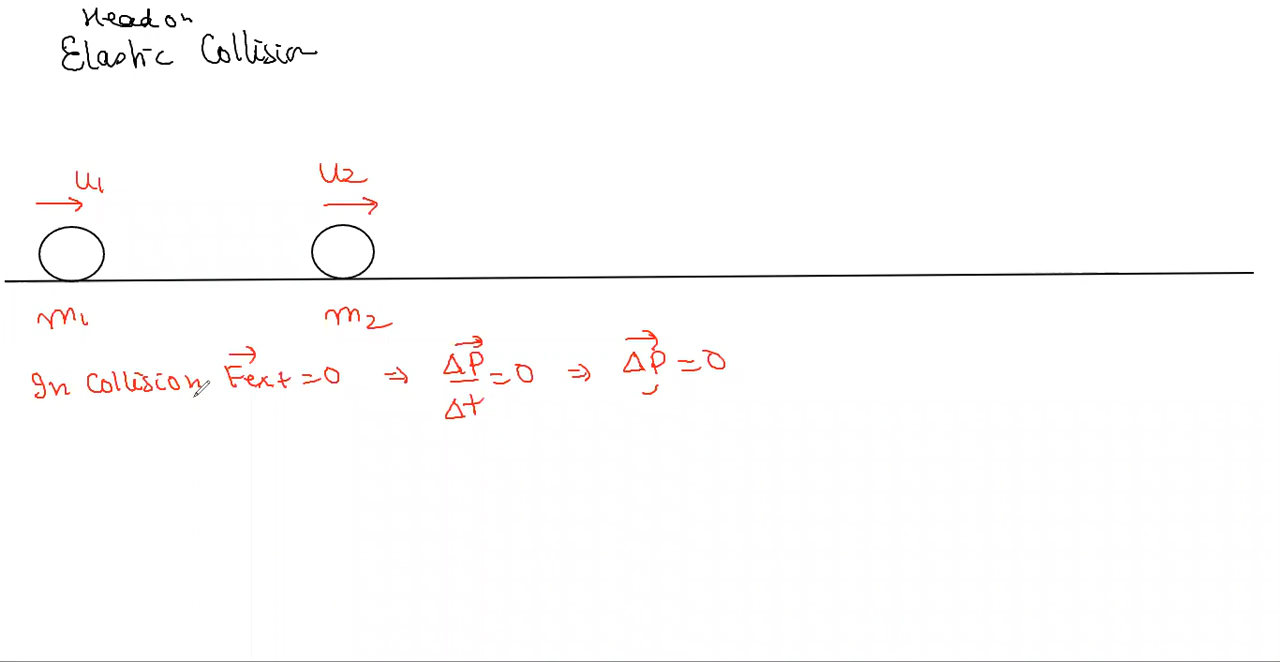 Head on
Elastic Collision
u₁ u₂
m₁ m₂
In Collision, F⃗ext = 0 ⇒ ΔP⃗/Δt = 0 ⇒ ΔP⃗ = 0